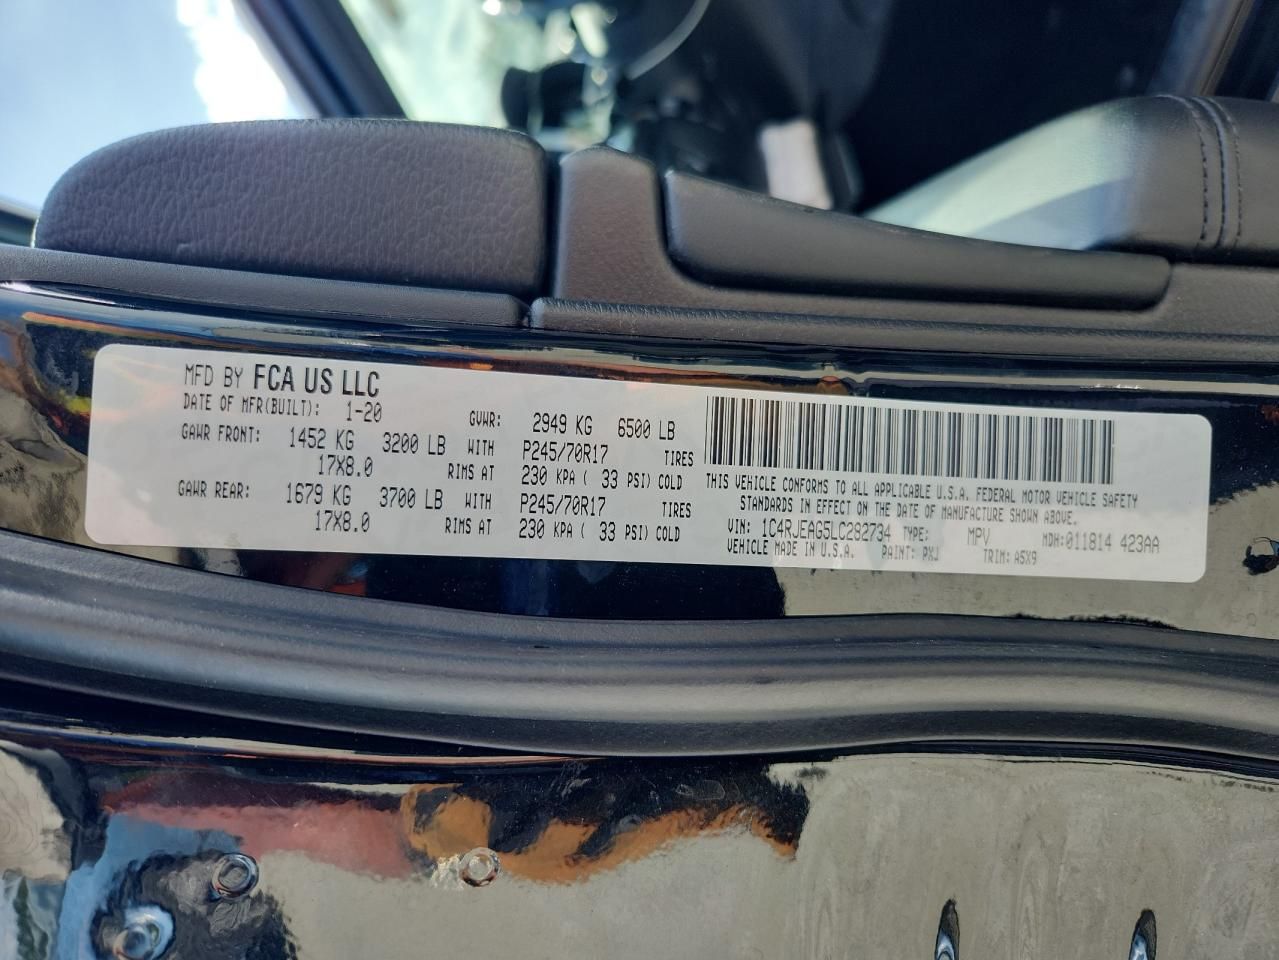 MFD BY FCA US LLC
DATE OF MFR(BUILT): 1-20 GVWR: 2949 KG 6500 LB
GAWR FRONT: 1452 KG 3200 LB WITH P245/70R17 TIRES
17X8.0 RIMS AT 230 KPA ( 33 PSI) COLD
GAWR REAR: 1679 KG 3700 LB WITH P245/70R17 TIRES
17X8.0 RIMS AT 230 KPA ( 33 PSI) COLD
THIS VEHICLE CONFORMS TO ALL APPLICABLE U.S.A. FEDERAL MOTOR VEHICLE SAFETY
STANDARDS IN EFFECT ON THE DATE OF MANUFACTURE SHOWN ABOVE.
VIN: 1C4RJEAG5LC282734 TYPE: MPV MDH:011814 423AA
VEHICLE MADE IN U.S.A. PAINT: PXJ TRIM: A5X9